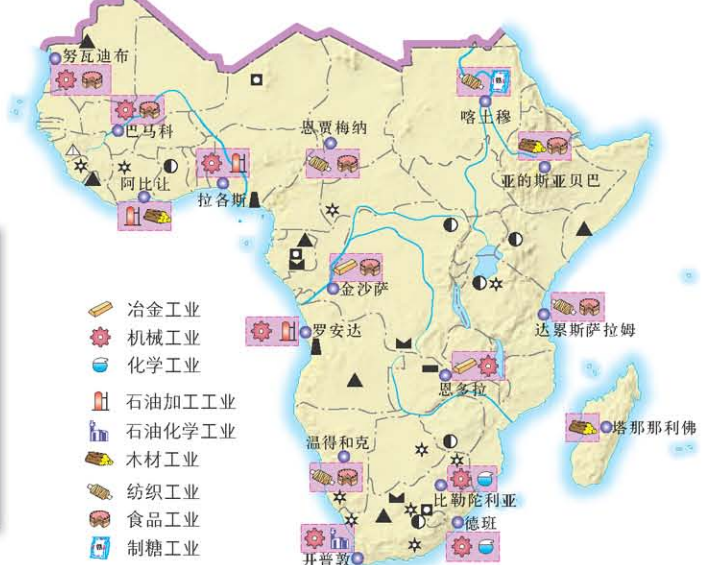 努瓦迪布
巴马科
恩贾梅纳
喀土穆
阿比让
拉各斯
亚的斯亚贝巴
金沙萨
罗安达
达累斯萨拉姆
恩多拉
塔那那利佛
温得和克
比勒陀利亚
德班
开普敦
冶金工业
机械工业
化学工业
石油加工工业
石油化学工业
木材工业
纺织工业
食品工业
制糖工业